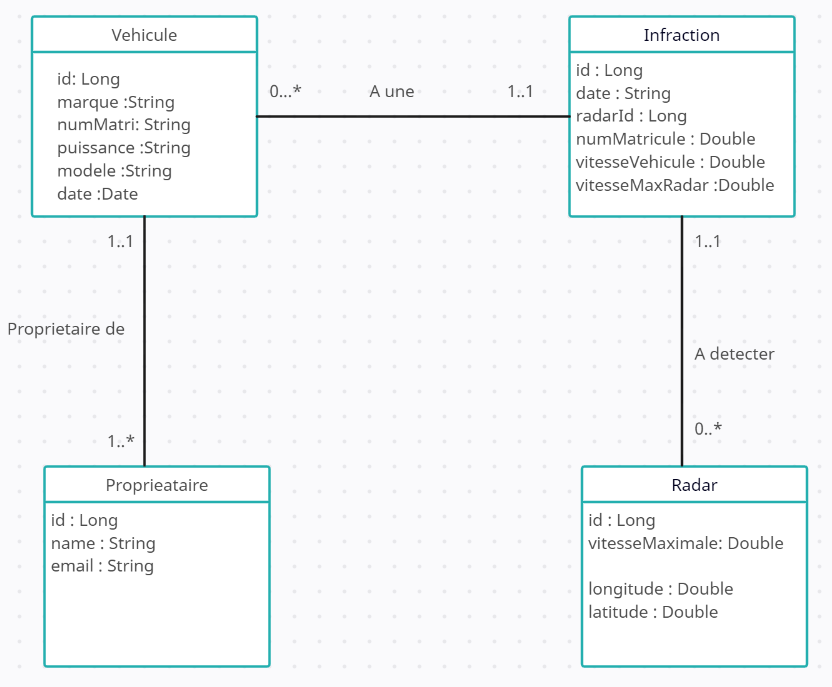 Vehicule
id: Long
marque :String
numMatri: String
puissance :String
modele :String
date :Date
0...*
A une
1..1
Infraction
id : Long
date : String
radarId : Long
numMatricule : Double
vitesseVehicule : Double
vitesseMaxRadar :Double
1..1
Proprietaire de
1..*
1..1
A detecter
0..*
Proprieataire
id : Long
name : String
email : String
Radar
id : Long
vitesseMaximale: Double
longitude : Double
latitude : Double